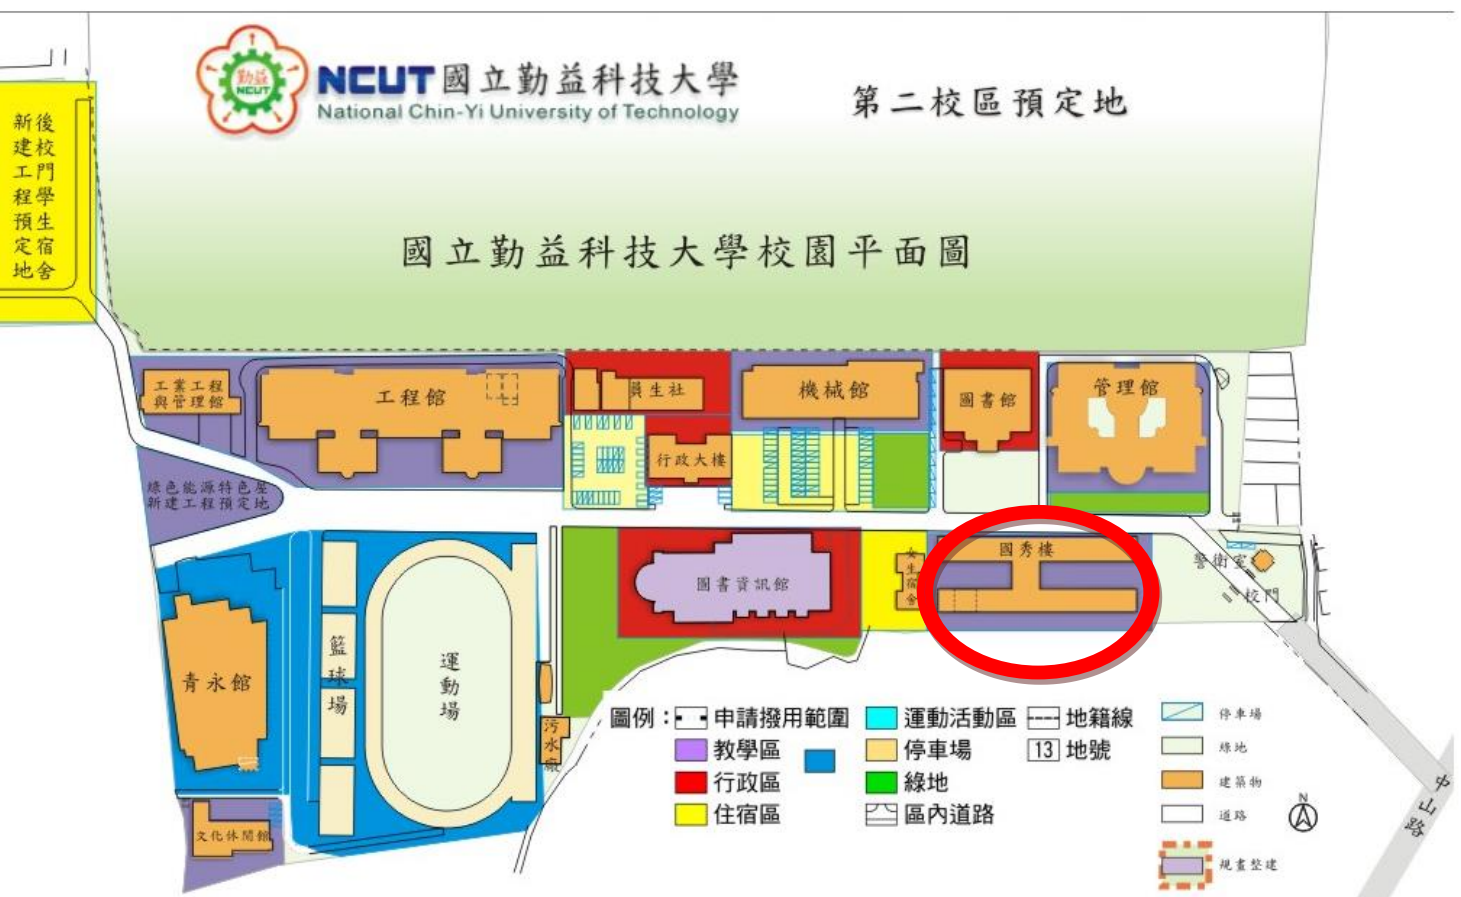 勤益
NCUT
NCUT國立勤益科技大學
National Chin-Yi University of Technology
第二校區預定地
後校門學生宿舍
新建工程預定地
國立勤益科技大學校園平面圖
工業工程
與管理館
工程館
員生社
機械館
圖書館
管理館
行政大樓
綠色能源特色屋
新建工程預定地
圖書資訊館
女生宿舍
國秀樓
警衛室
校門
青永館
籃球場
運動場
污水廠
文化休閒館
圖例：
申請撥用範圍
運動活動區
地籍線
教學區
停車場
13 地號
行政區
綠地
住宿區
區內道路
停車場
綠地
建築物
道路
規畫整建
N
中山路